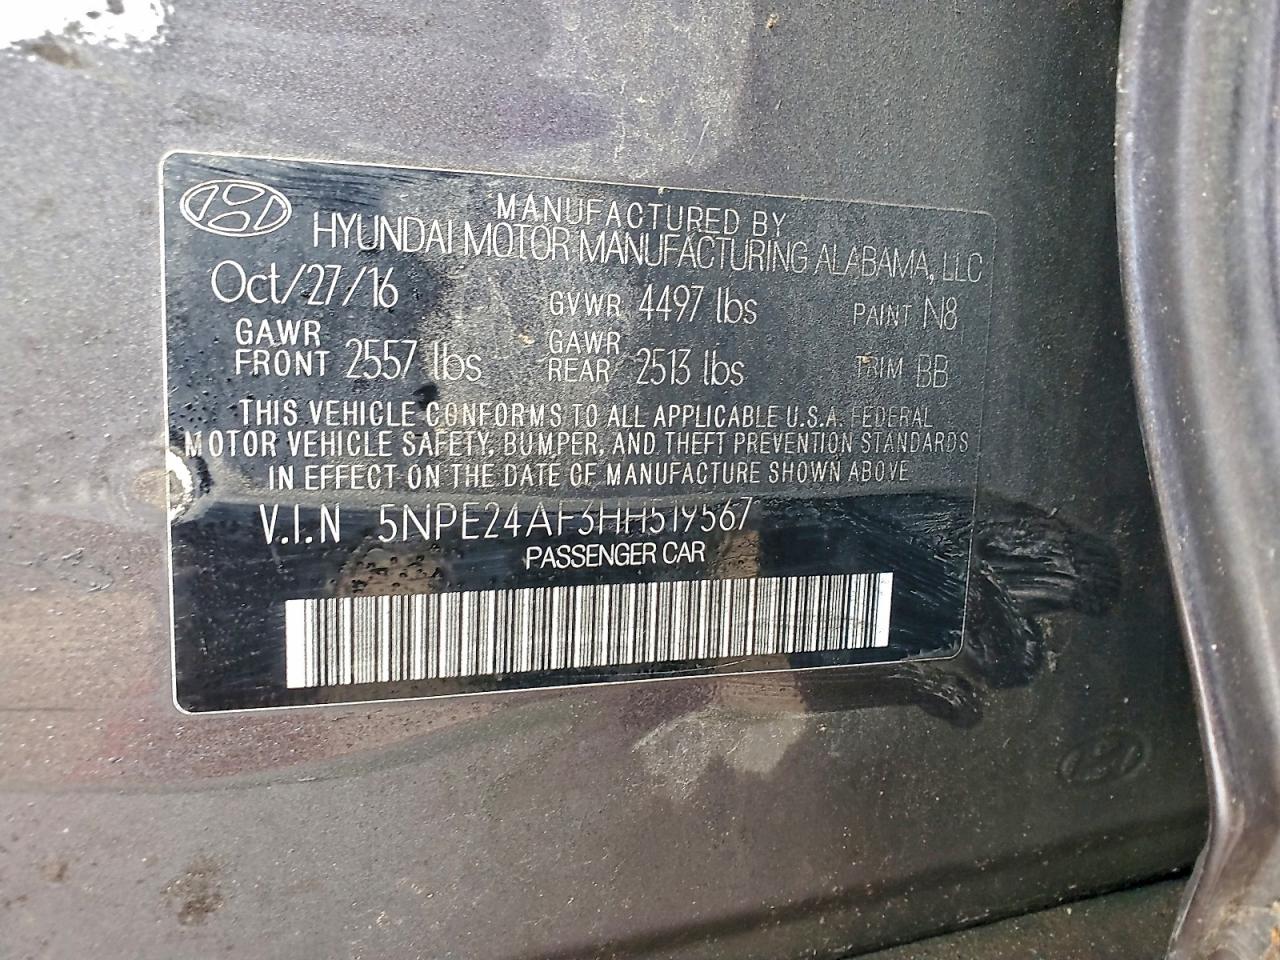 MANUFACTURED BY
HYUNDAI MOTOR MANUFACTURING ALABAMA, LLC
Oct/27/16 GVWR 4497 lbs PAINT N8
GAWR FRONT 2557 lbs GAWR REAR 2513 lbs TRIM BB
THIS VEHICLE CONFORMS TO ALL APPLICABLE U.S.A. FEDERAL
MOTOR VEHICLE SAFETY, BUMPER, AND THEFT PREVENTION STANDARDS
IN EFFECT ON THE DATE OF MANUFACTURE SHOWN ABOVE
V.I.N 5NPE24AF3HH519567
PASSENGER CAR